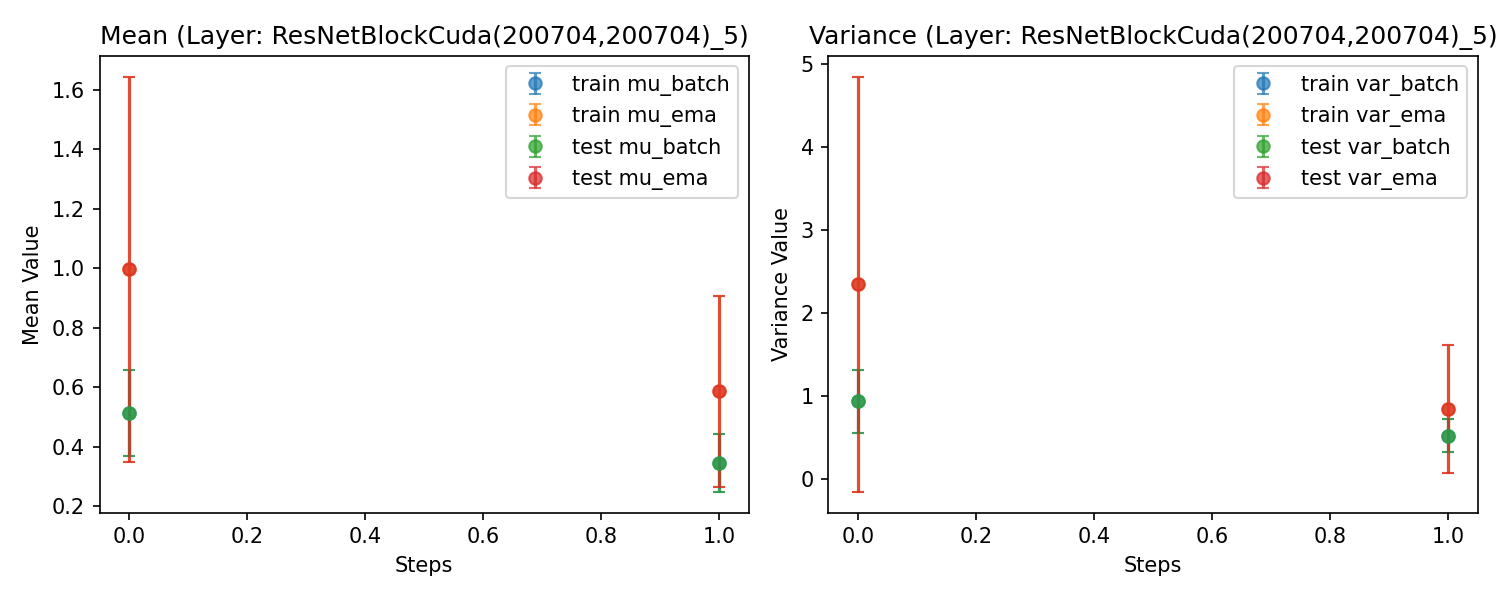 Mean (Layer: ResNetBlockCuda(200704,200704)_5)
1.6
1.4
1.2
1.0
0.8
0.6
0.4
0.2
Mean Value
train mu_batch
train mu_ema
test mu_batch
test mu_ema
0.0 0.2 0.4 0.6 0.8 1.0
Steps
Variance (Layer: ResNetBlockCuda(200704,200704)_5)
5
4
3
2
1
0
Variance Value
train var_batch
train var_ema
test var_batch
test var_ema
0.0 0.2 0.4 0.6 0.8 1.0
Steps